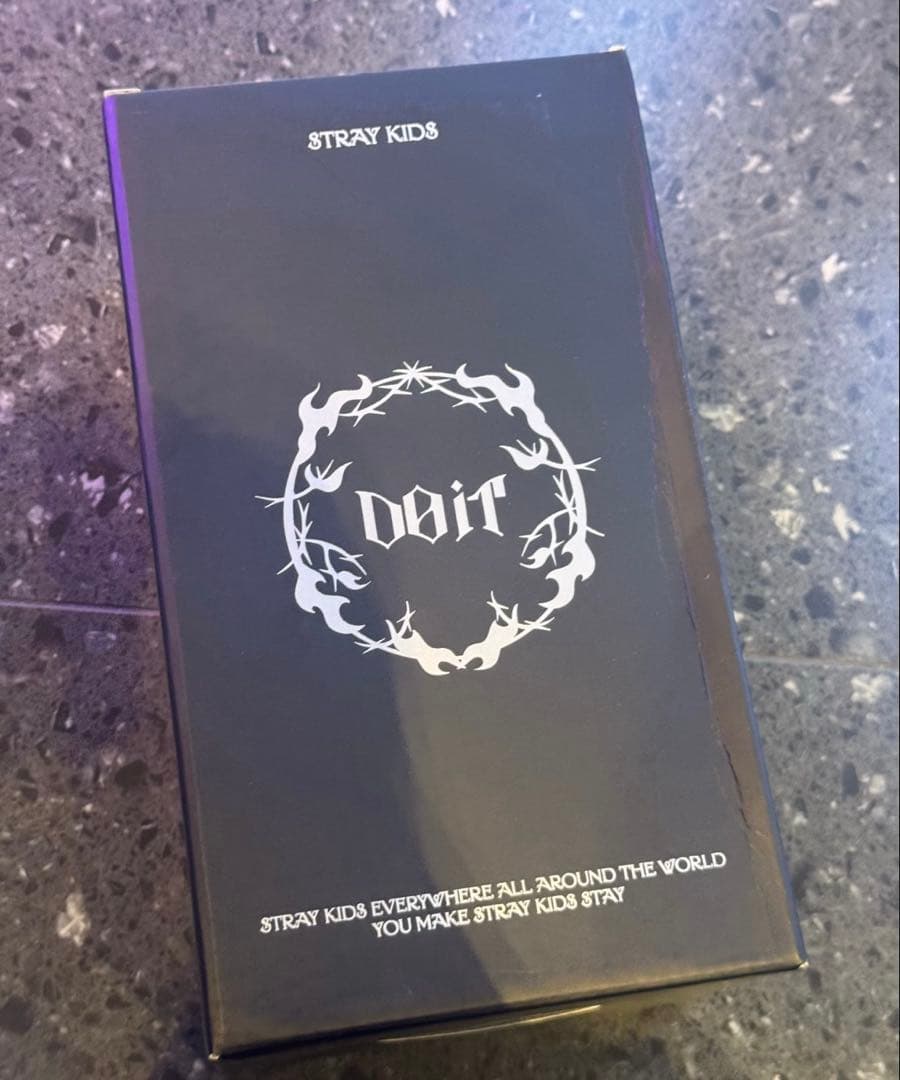 STRAY KIDS
DOiT
STRAY KIDS EVERYWHERE ALL AROUND THE WORLD
YOU MAKE STRAY KIDS STAY